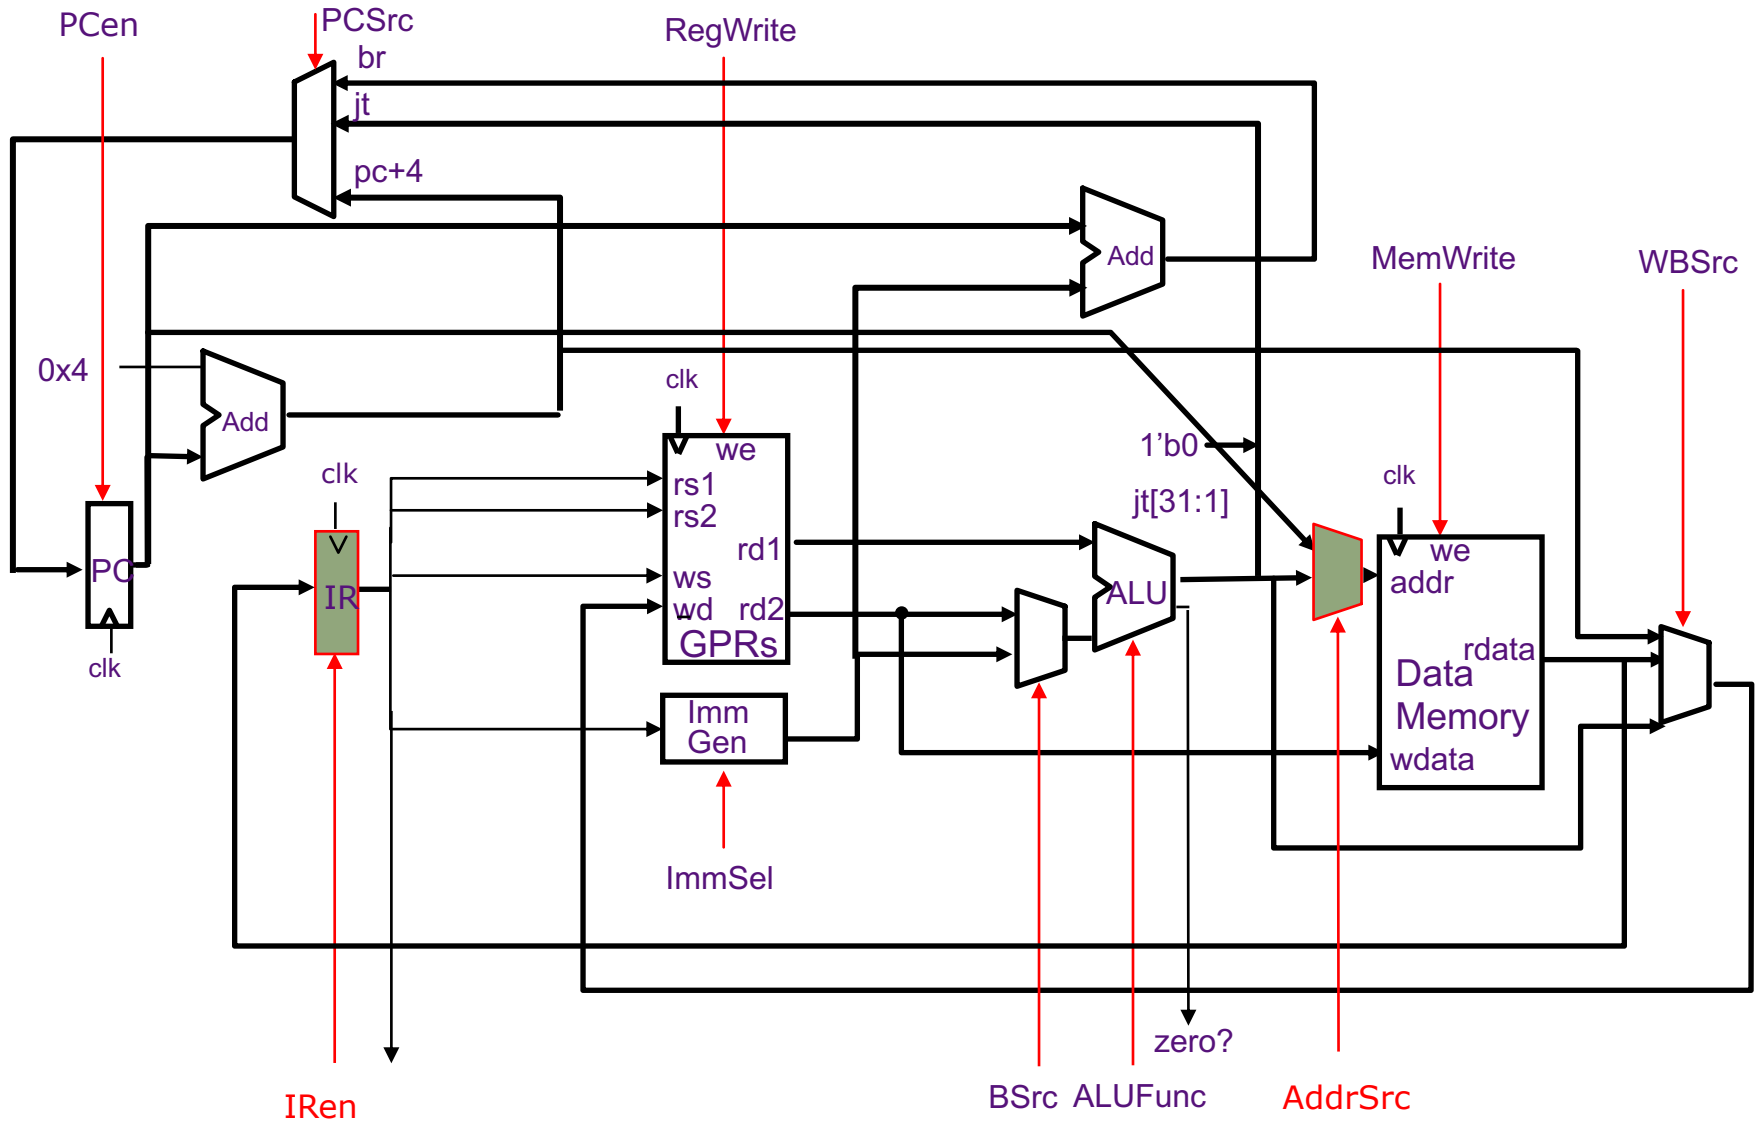 PCen
PCSrc
RegWrite
br
jt
pc+4
Add
MemWrite
WBSrc
0x4
Add
clk
we
1'b0
clk
clk
rs1
rs2
jt[31:1]
rd1
we
addr
PC
IR
ws
wd
rd2
ALU
GPRs
rdata
Data
Memory
clk
Imm
Gen
wdata
ImmSel
zero?
IRen
BSrc
ALUFunc
AddrSrc